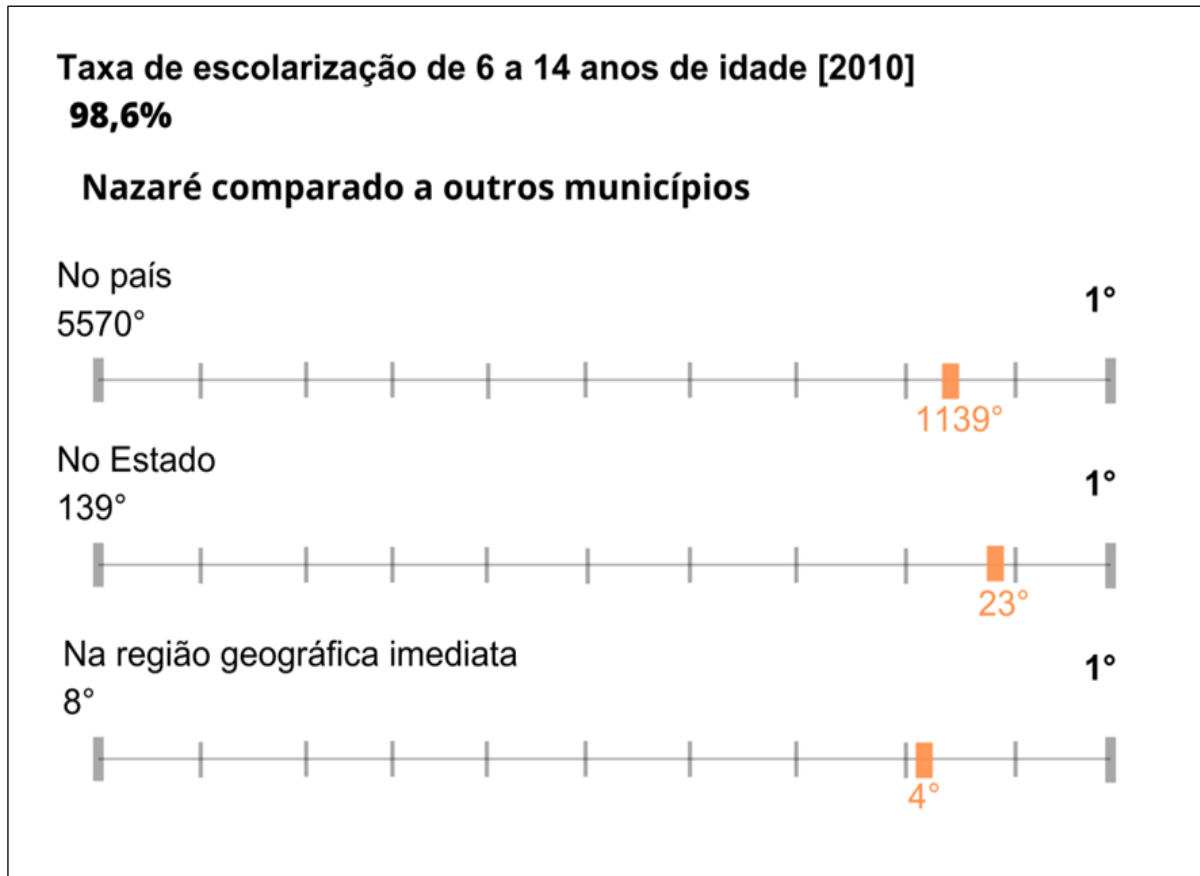 Taxa de escolarização de 6 a 14 anos de idade [2010]
98,6%
Nazaré comparado a outros municípios
No país
5570°
1°
1139°
No Estado
139°
1°
23°
Na região geográfica imediata
8°
1°
4°